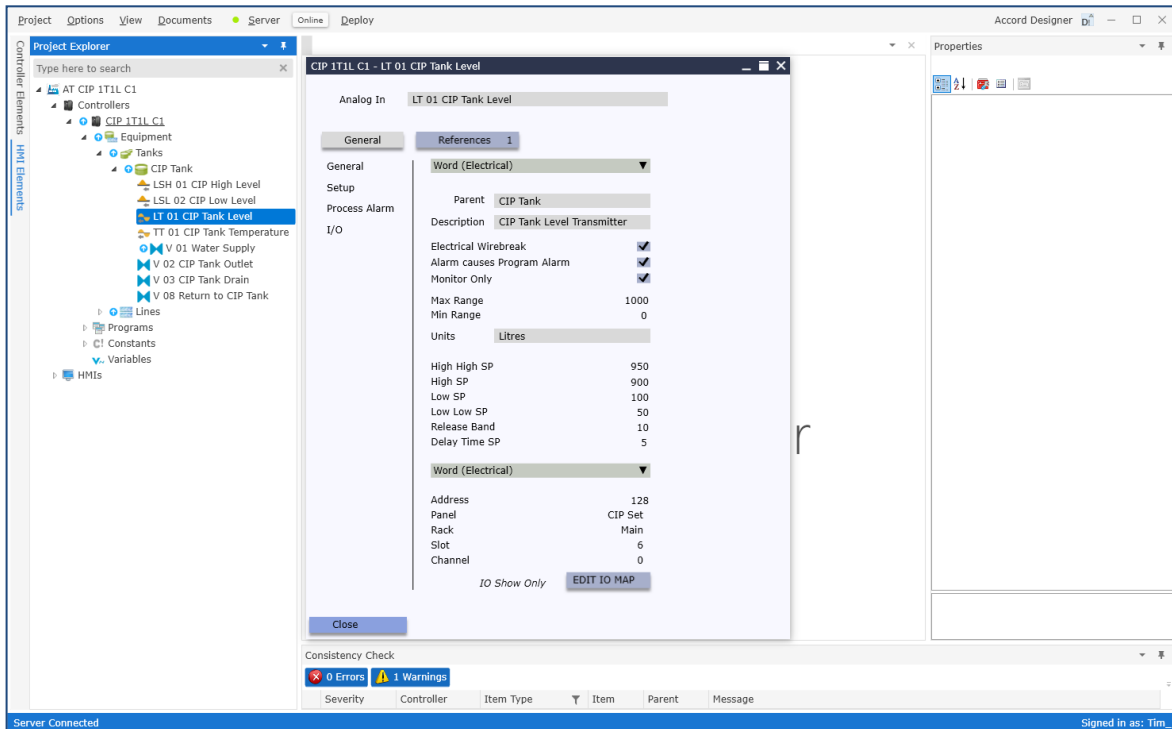 Project Options View Documents Server Online Deploy Accord Designer
Controller Elements
HMI Elements
Project Explorer
Type here to search
AT CIP 1T1L C1
Controllers
CIP 1T1L C1
Equipment
Tanks
CIP Tank
LSH 01 CIP High Level
LSL 02 CIP Low Level
LT 01 CIP Tank Level
TT 01 CIP Tank Temperature
V 01 Water Supply
V 02 CIP Tank Outlet
V 03 CIP Tank Drain
V 08 Return to CIP Tank
Lines
Programs
C! Constants
Variables
HMIs
CIP 1T1L C1 - LT 01 CIP Tank Level
Analog In LT 01 CIP Tank Level
General References 1
General
Setup
Process Alarm
I/O
Word (Electrical)
Parent CIP Tank
Description CIP Tank Level Transmitter
Electrical Wirebreak
Alarm causes Program Alarm
Monitor Only
Max Range 1000
Min Range 0
Units Litres
High High SP 950
High SP 900
Low SP 100
Low Low SP 50
Release Band 10
Delay Time SP 5
Word (Electrical)
Address 128
Panel CIP Set
Rack Main
Slot 6
Channel 0
IO Show Only EDIT IO MAP
Close
r
Properties
Consistency Check
0 Errors 1 Warnings
Severity Controller Item Type Item Parent Message
Server Connected Signed in as: Tim_